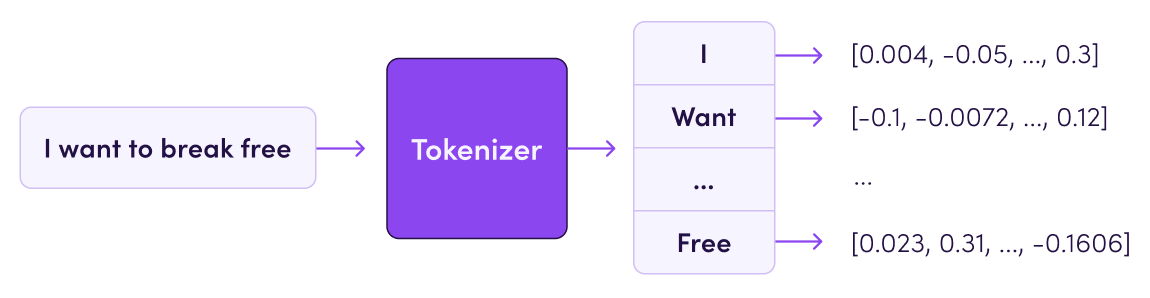 I want to break free
Tokenizer
I
[0.004, -0.05, ..., 0.3]
Want
[-0.1, -0.0072, ..., 0.12]
...
...
Free
[0.023, 0.31, ..., -0.1606]